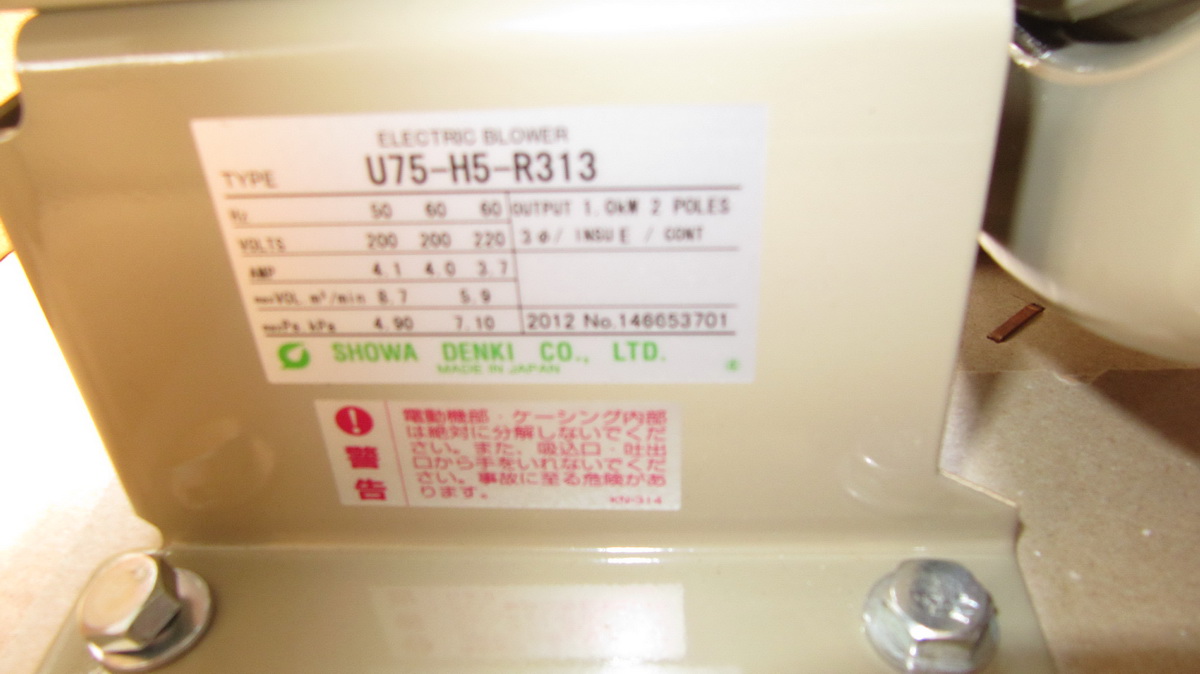 ELECTRIC BLOWER
TYPE U75-H5-R313
Hz 50 60 60 OUTPUT 1.0kW 2 POLES
VOLTS 200 200 220 3ø/ INSU E / CONT
AMP 4.1 4.0 3.7
maxVOL m³/min 8.7 5.9
maxPs kPa 4.90 7.10 2012 No.146653701
SHOWA DENKI CO., LTD.
MADE IN JAPAN
警告
電動機部・ケーシング内部
は絶対に分解しないでくだ
さい。また、吸込口・吐出
口から手をいれないでくだ
さい。事故に至る危険があ
ります。
KN-314